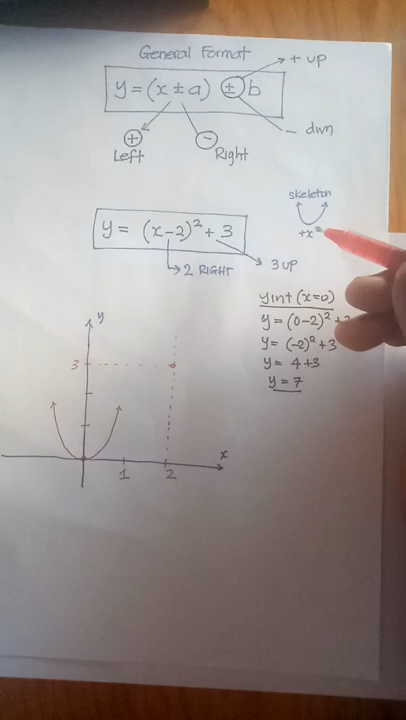 General Format
+ UP
y = (x ± a) ± b
- dwn
+
Left
-
Right
skeleton
+x²
y = (x-2)² + 3
2 RIGHT
3 UP
yint (x=0)
y = (0-2)² +
y = (-2)² +3
y = 4+3
y = 7
y
3
x
1
2